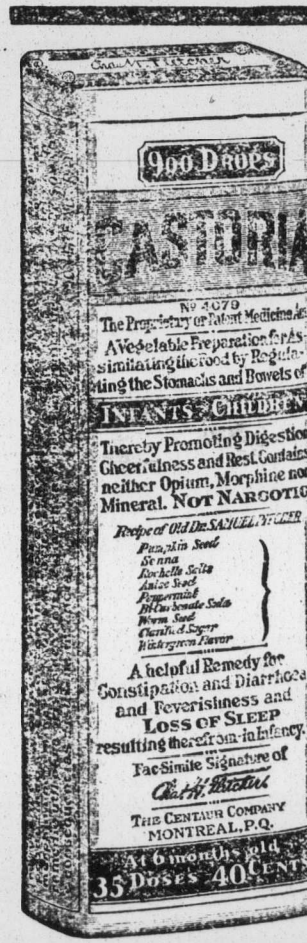 Chas. H. Fletcher
900 DROPS
CASTORIA
No 4079
The Proprietary or Patent Medicine Act
A Vegetable Preparation for As-
similating the Food by Regula-
ting the Stomachs and Bowels of
INFANTS CHILDREN
Thereby Promoting Digestion
Cheerfulness and Rest. Contains
neither Opium, Morphine nor
Mineral. NOT NARCOTIC
Recipe of Old Dr. SAMUEL PITCHER
Pumpkin Seed
Senna
Rochelle Salts
Anise Seed
Peppermint
Bi-Carbonate Soda
Worm Seed
Clarified Sugar
Wintergreen Flavor
A helpful Remedy for
Constipation and Diarrhoea
and Feverishness and
LOSS OF SLEEP
resulting therefrom in Infancy.
Fac-Simile Signature of
Chas. H. Fletcher
THE CENTAUR COMPANY
MONTREAL, P.Q.
At 6 months old
35 DOSES 40 CENTS